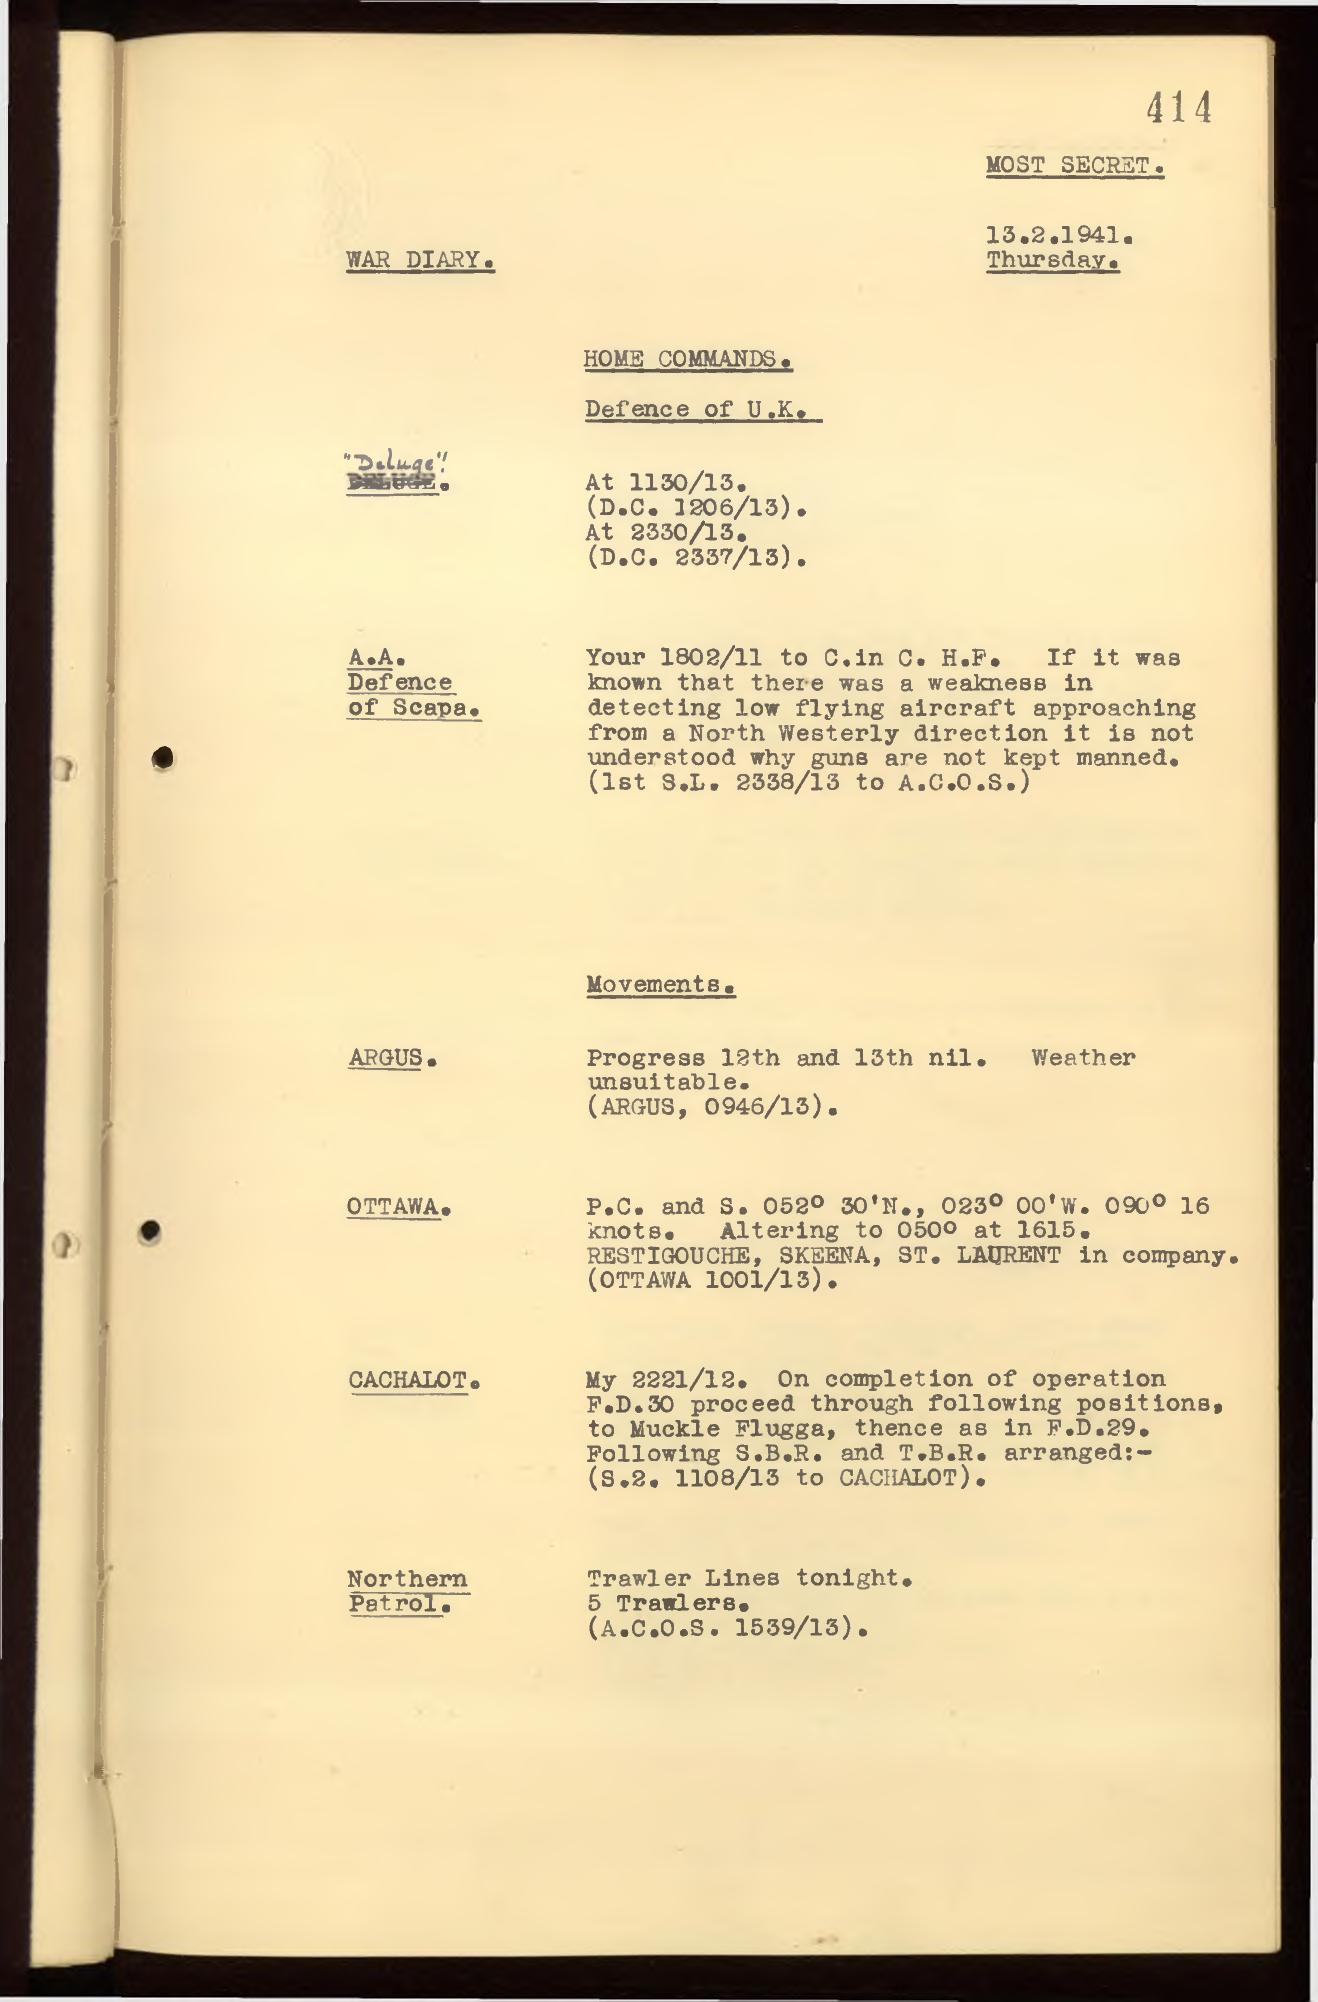 414
MOST SECRET.
13.2.1941.
WAR DIARY.
Thursday.
HOME COMMANDS.
Defence of U.K.
"Deluge"!
DELUGE.
At 1130/13.
(D.C. 1206/13).
At 2330/13.
(D.C. 2337/13).
A.A.
Defence
of Scapa.
Your 1802/11 to C.in C. H.F. If it was
known that there was a weakness in
detecting low flying aircraft approaching
from a North Westerly direction it is not
understood why guns are not kept manned.
(1st S.L. 2338/13 to A.C.O.S.)
Movements.
ARGUS.
Progress 12th and 13th nil. Weather
unsuitable.
(ARGUS, 0946/13).
OTTAWA.
P.C. and S. 052° 30'N., 023° 00'W. 090° 16
knots. Altering to 050° at 1615.
RESTIGOUCHE, SKEENA, ST. LAURENT in company.
(OTTAWA 1001/13).
CACHALOT.
My 2221/12. On completion of operation
F.D.30 proceed through following positions,
to Muckle Flugga, thence as in F.D.29.
Following S.B.R. and T.B.R. arranged:-
(S.2. 1108/13 to CACHALOT).
Northern
Patrol.
Trawler Lines tonight.
5 Trawlers.
(A.C.O.S. 1539/13).